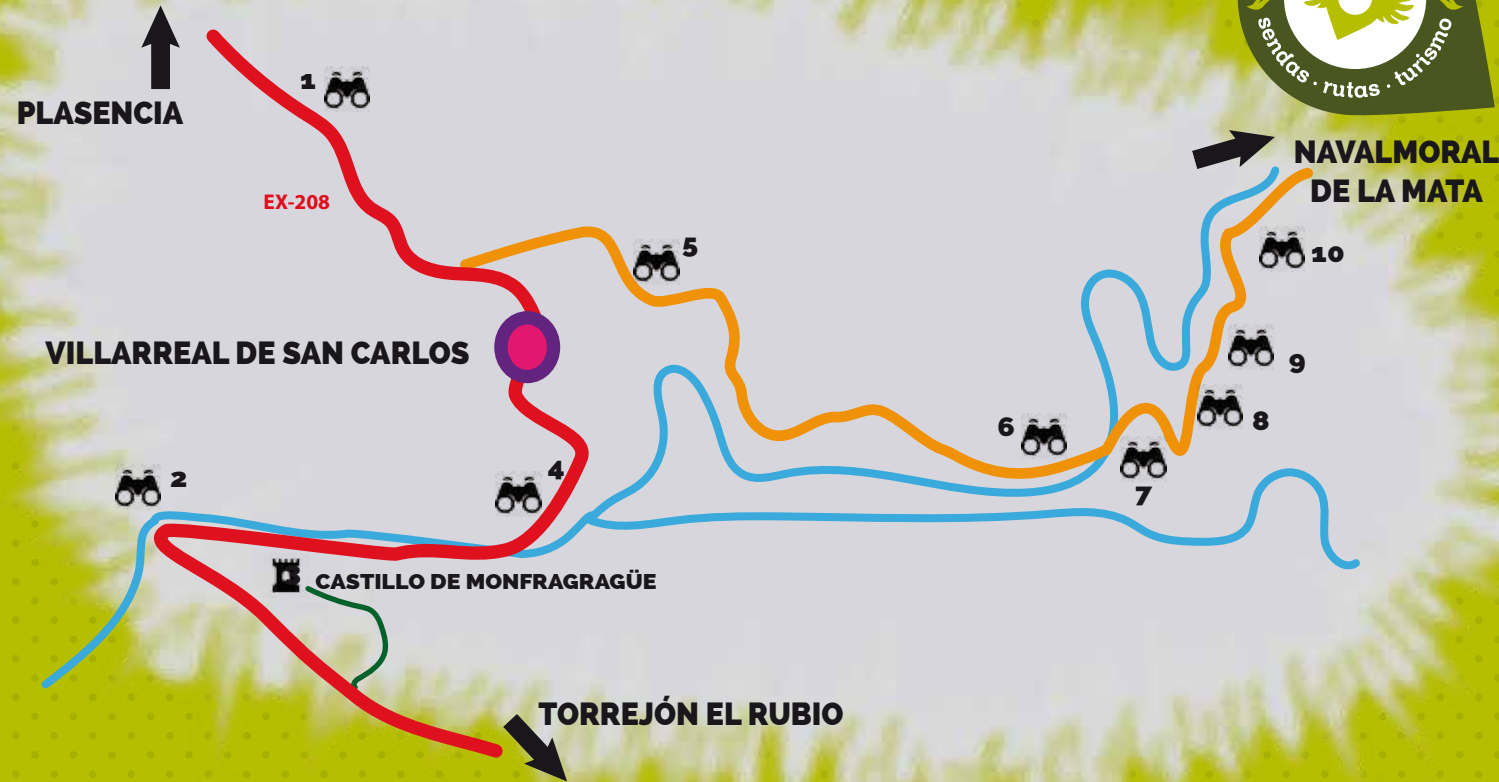 sendas · rutas · turismo
PLASENCIA
1
NAVALMORAL
DE LA MATA
EX-208
5
10
VILLARREAL DE SAN CARLOS
9
6
8
4
2
7
CASTILLO DE MONFRAGRAGÜE
TORREJÓN EL RUBIO